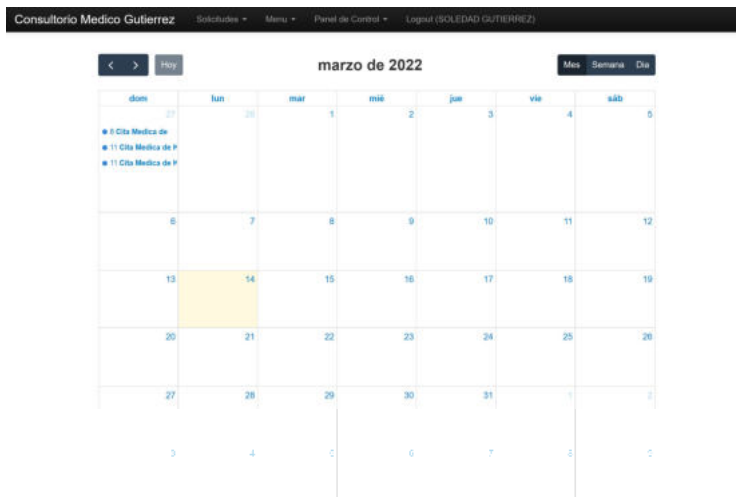 Consultorio Medico Gutierrez Solicitudes Menu Panel de Control Logout (SOLEDAD GUTIERREZ)
< > Hoy marzo de 2022 Mes Semana Dia
dom lun mar mié jue vie sáb
27 28 1 2 3 4 5
8 Cita Medica de
11 Cita Medica de
11 Cita Medica de
6 7 8 9 10 11 12
13 14 15 16 17 18 19
20 21 22 23 24 25 26
27 28 29 30 31 1 2
3 4 5 6 7 8 9